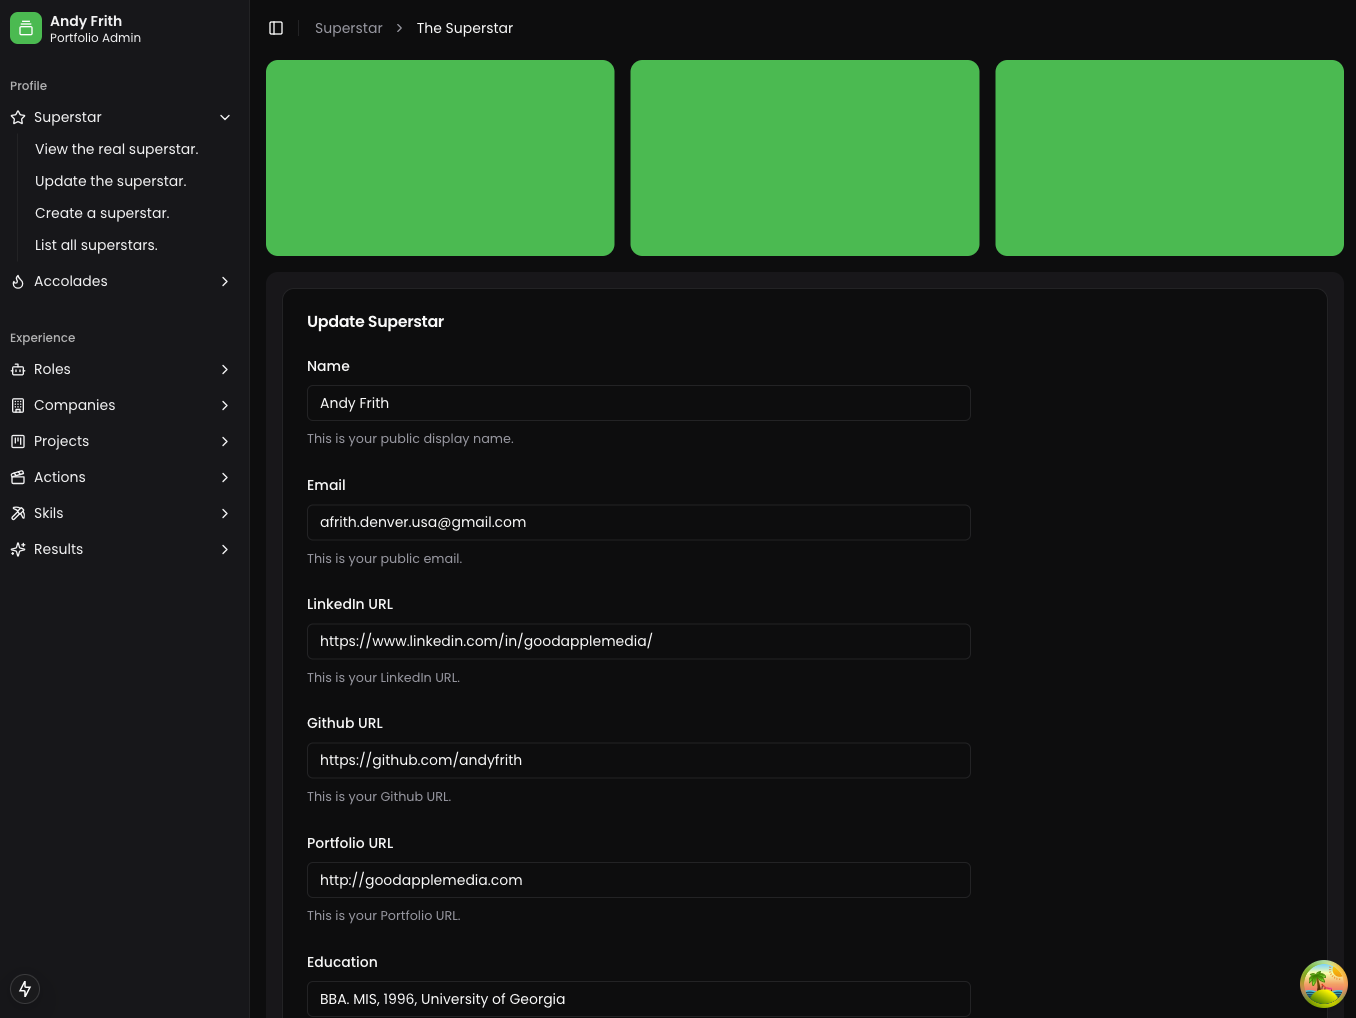 Andy Frith
Portfolio Admin
Profile
Superstar
View the real superstar.
Update the superstar.
Create a superstar.
List all superstars.
Accolades
Experience
Roles
Companies
Projects
Actions
Skils
Results
Superstar > The Superstar
Update Superstar
Name
Andy Frith
This is your public display name.
Email
afrith.denver.usa@gmail.com
This is your public email.
LinkedIn URL
https://www.linkedin.com/in/goodapplemedia/
This is your LinkedIn URL.
Github URL
https://github.com/andyfrith
This is your Github URL.
Portfolio URL
http://goodapplemedia.com
This is your Portfolio URL.
Education
BBA. MIS, 1996, University of Georgia